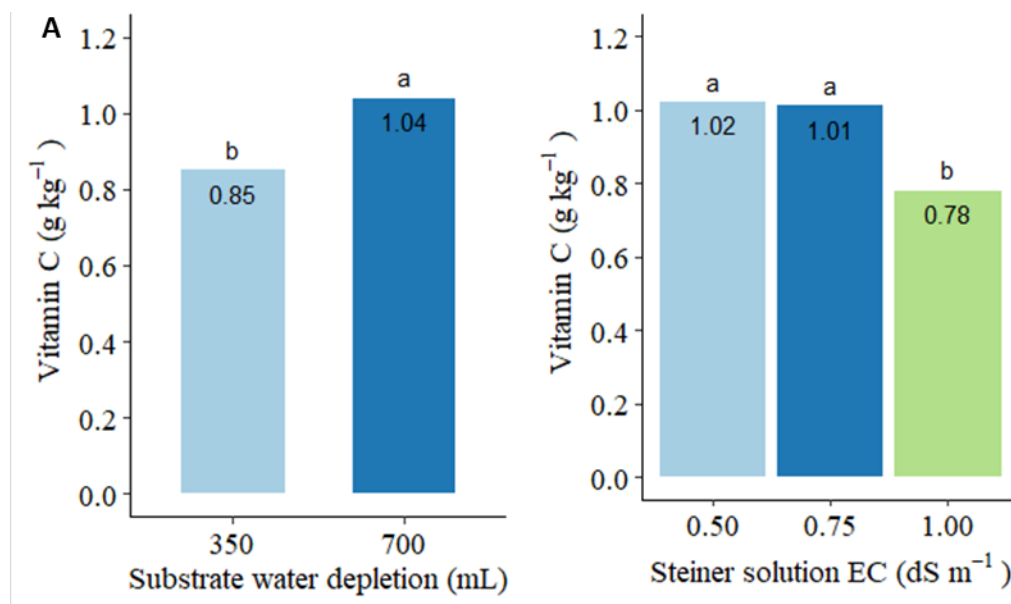 A
Vitamin C (g kg⁻¹)
1.2
1.0
0.8
0.6
0.4
0.2
0.0
b
0.85
a
1.04
350
700
Substrate water depletion (mL)
Vitamin C (g kg⁻¹)
1.2
1.0
0.8
0.6
0.4
0.2
0.0
a
1.02
a
1.01
b
0.78
0.50
0.75
1.00
Steiner solution EC (dS m⁻¹)